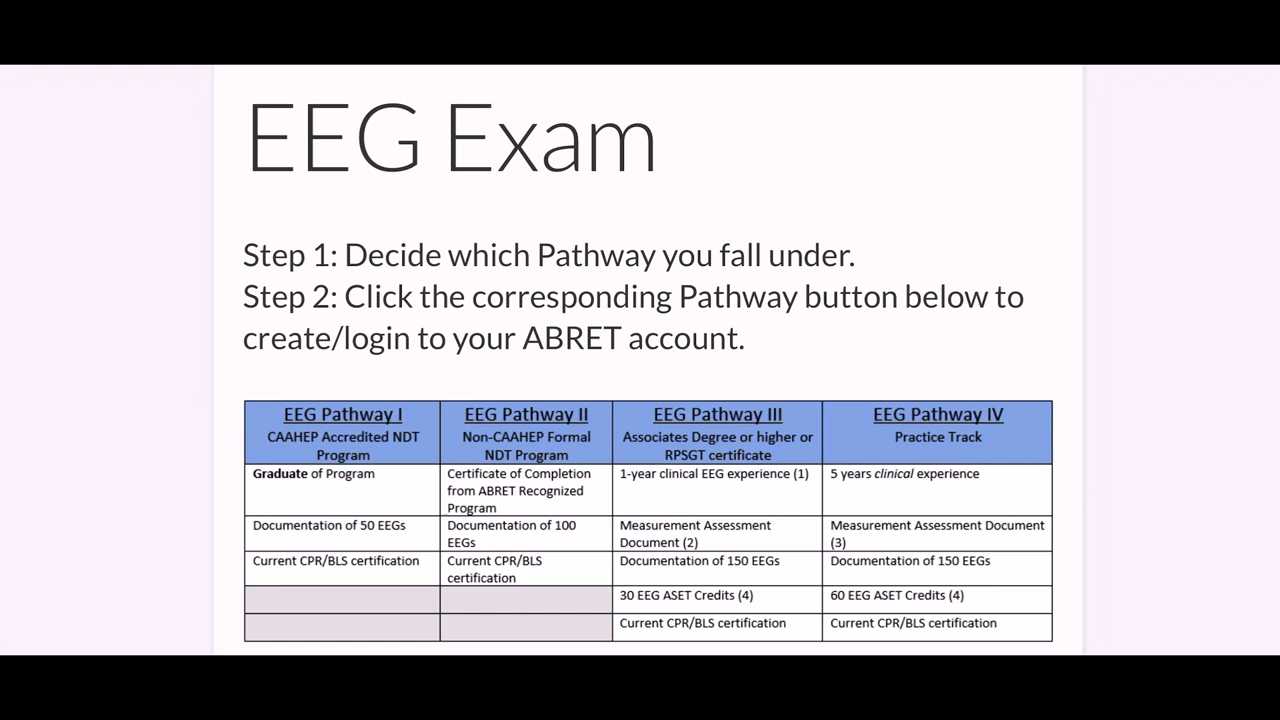 EEG Exam
Step 1: Decide which Pathway you fall under.
Step 2: Click the corresponding Pathway button below to
create/login to your ABRET account.
EEG Pathway I
CAAHEP Accredited NDT
Program
EEG Pathway II
Non-CAAHEP Formal
NDT Program
EEG Pathway III
Associates Degree or higher or
RPSGT certificate
EEG Pathway IV
Practice Track
Graduate of Program
Certificate of Completion
from ABRET Recognized
Program
1-year clinical EEG experience (1)
5 years clinical experience
Documentation of 50 EEGs
Documentation of 100
EEGs
Measurement Assessment
Document (2)
Measurement Assessment Document
(3)
Current CPR/BLS certification
Current CPR/BLS
certification
Documentation of 150 EEGs
Documentation of 150 EEGs
30 EEG ASET Credits (4)
60 EEG ASET Credits (4)
Current CPR/BLS certification
Current CPR/BLS certification